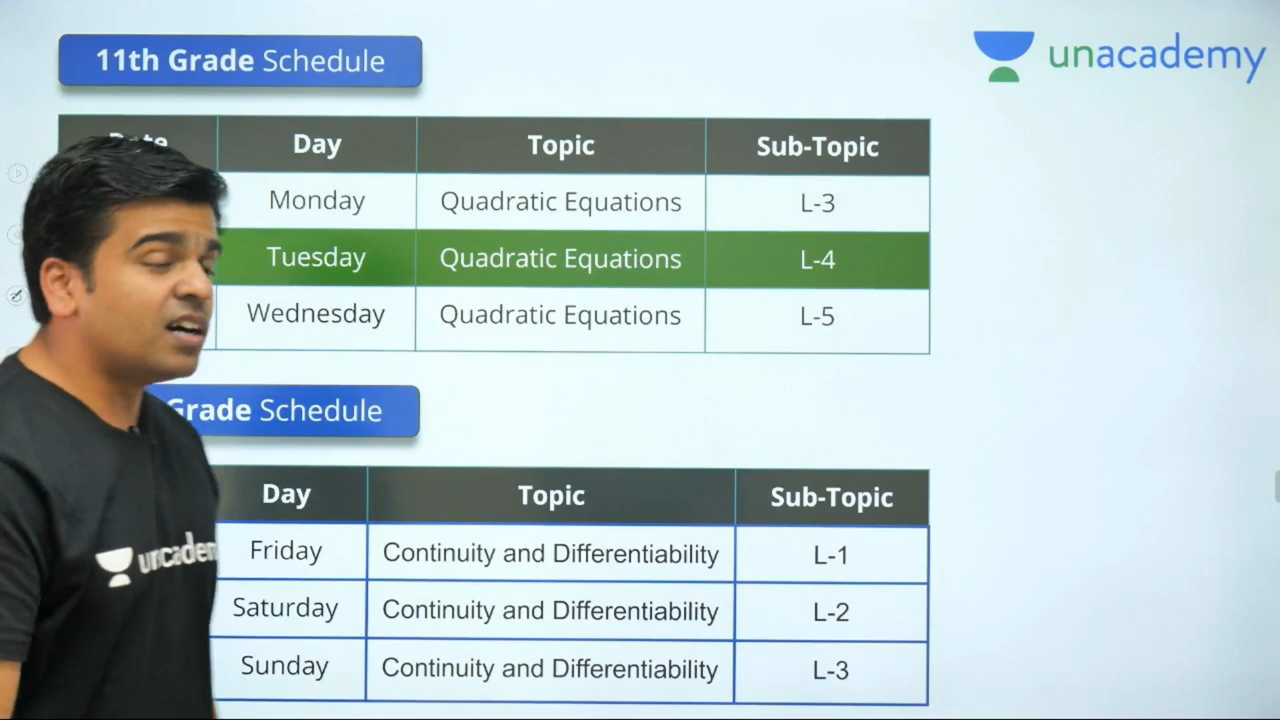 11th Grade Schedule
unacademy
Date Day Topic Sub-Topic
Monday Quadratic Equations L-3
Tuesday Quadratic Equations L-4
Wednesday Quadratic Equations L-5
Grade Schedule
Day Topic Sub-Topic
Friday Continuity and Differentiability L-1
Saturday Continuity and Differentiability L-2
Sunday Continuity and Differentiability L-3
unacademy